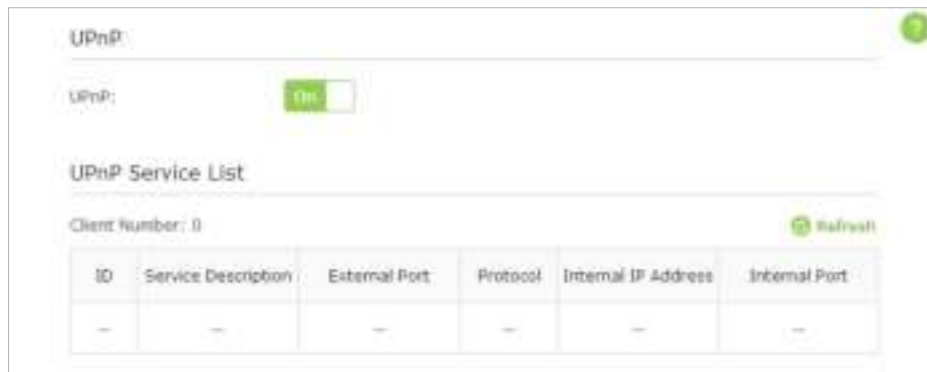 UPnP
?
UPnP:
On
UPnP Service List
Client Number: 0
Refresh
ID Service Description External Port Protocol Internal IP Address Internal Port
-- -- -- -- -- --